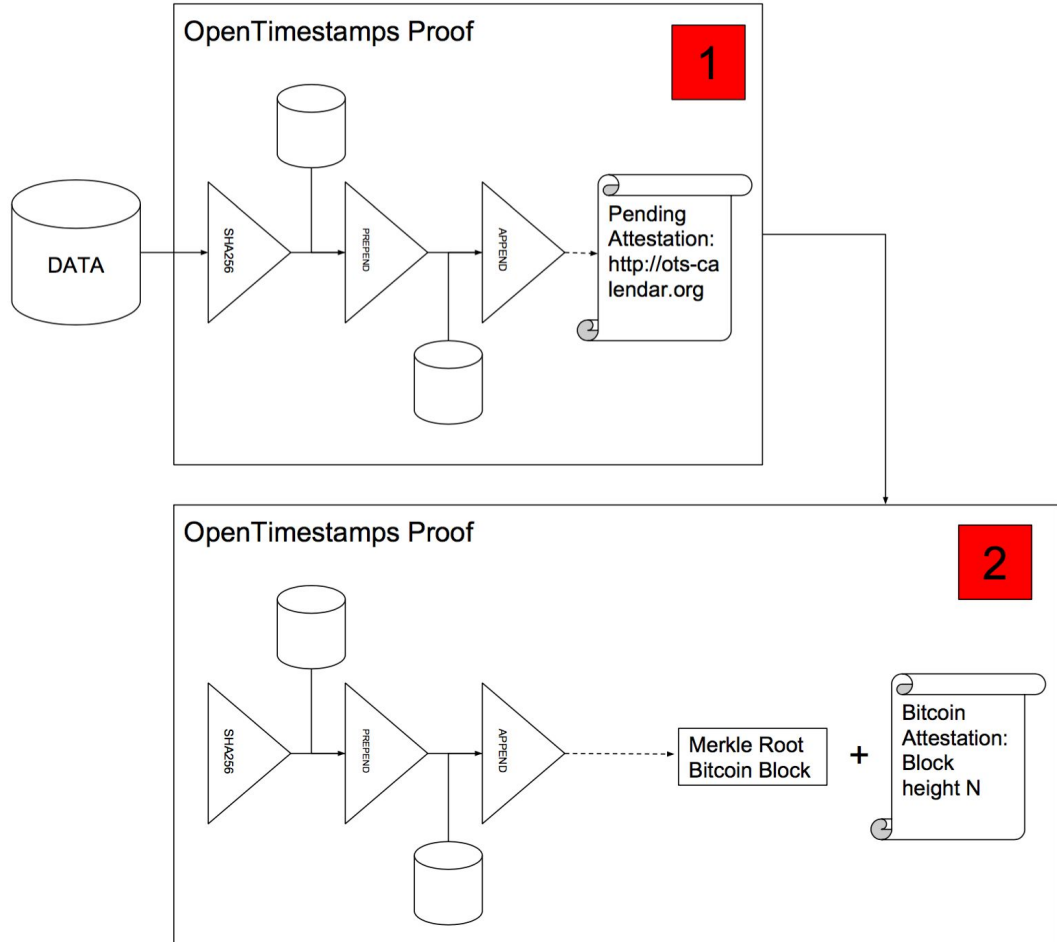 OpenTimestamps Proof
1
DATA
SHA256
PREPEND
APPEND
Pending
Attestation:
http://ots-ca
lendar.org
OpenTimestamps Proof
2
SHA256
PREPEND
APPEND
Merkle Root
Bitcoin Block
+
Bitcoin
Attestation:
Block
height N